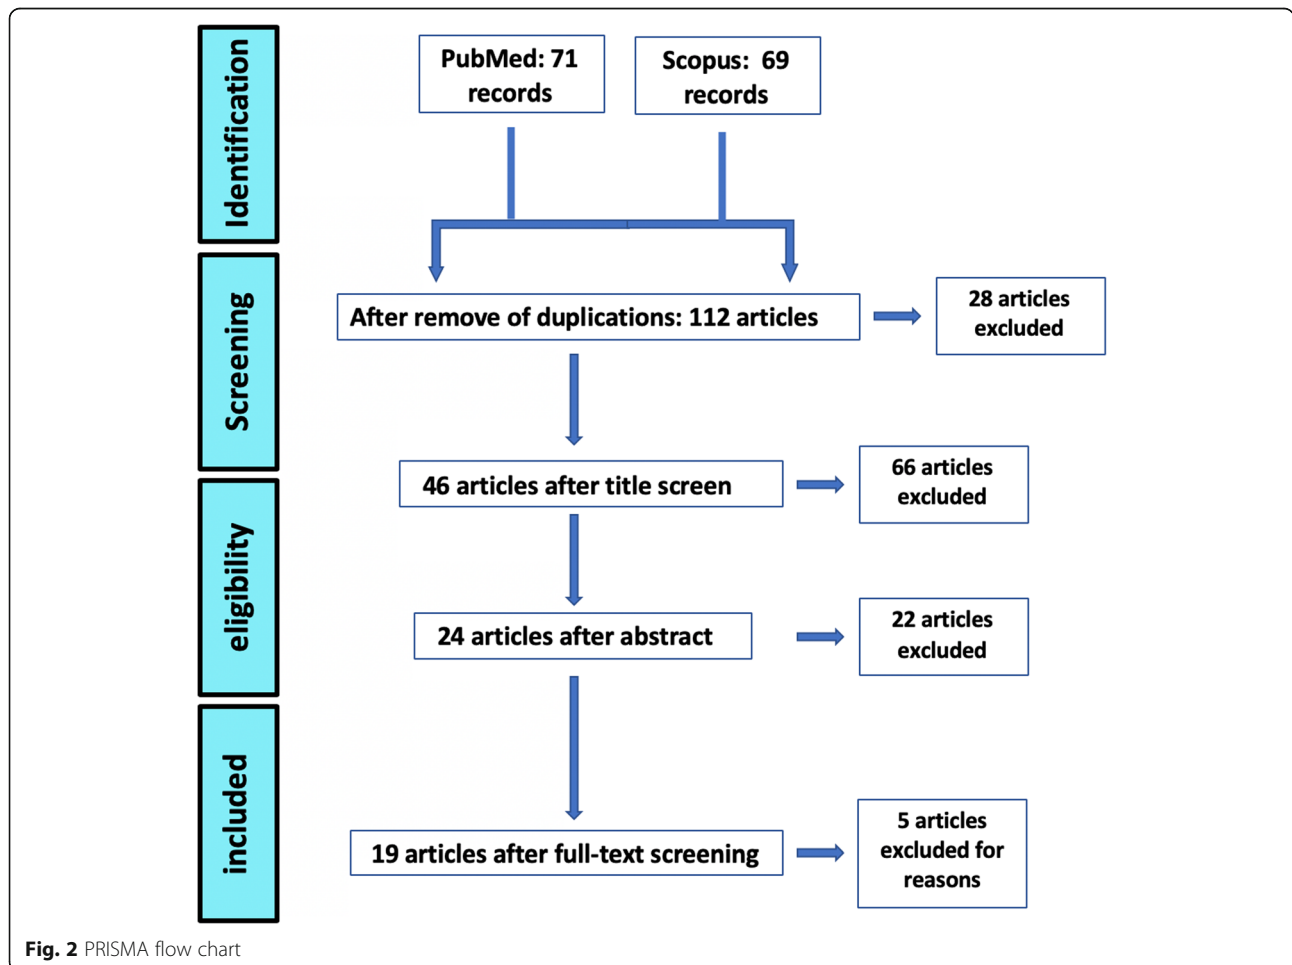 Identification
PubMed: 71
records
Scopus: 69
records
Screening
After remove of duplications: 112 articles
28 articles
excluded
46 articles after title screen
66 articles
excluded
eligibility
24 articles after abstract
22 articles
excluded
included
19 articles after full-text screening
5 articles
excluded for
reasons
Fig. 2 PRISMA flow chart